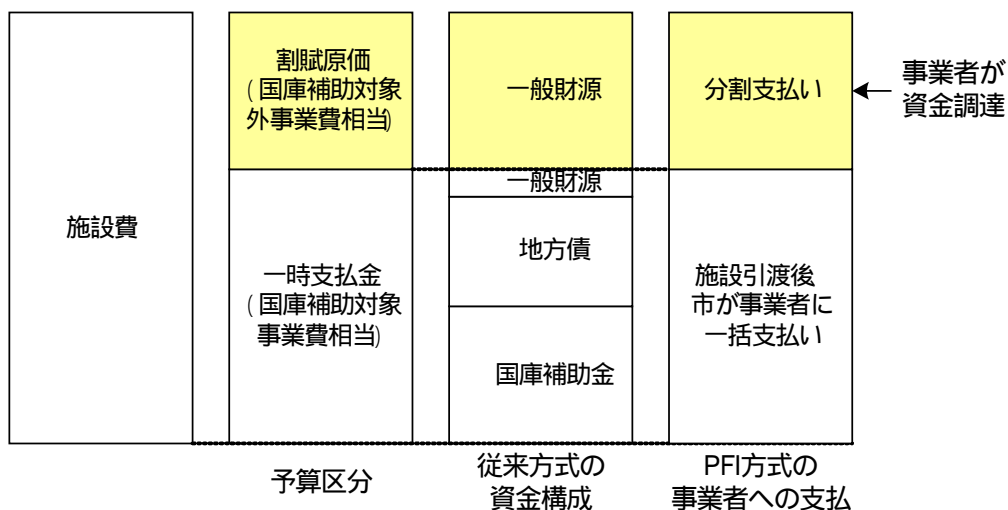 施設費
割賦原価
(国庫補助対象
外事業費相当)
一時支払金
(国庫補助対象
事業費相当)
予算区分
一般財源
一般財源
地方債
国庫補助金
従来方式の
資金構成
分割支払い
施設引渡後
市が事業者に
一括支払い
PFI方式の
事業者への支払
事業者が
資金調達